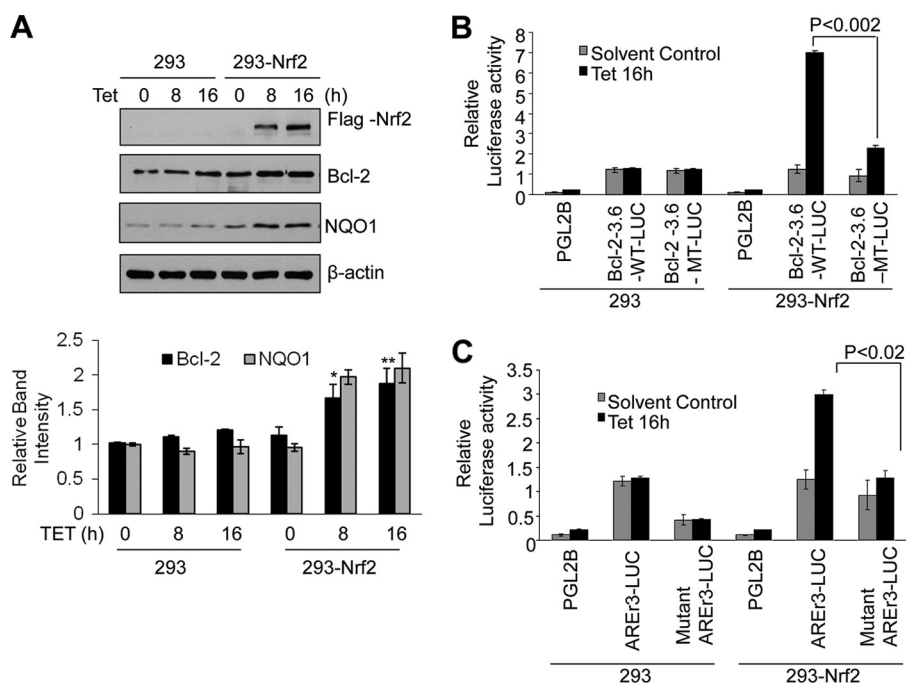 A
293 293-Nrf2
Tet 0 8 16 0 8 16 (h)
Flag -Nrf2
Bcl-2
NQO1
β-actin
Relative Band
Intensity
2.5
2
1.5
1
0.5
0
Bcl-2 NQO1
* **
TET (h) 0 8 16 0 8 16
293 293-Nrf2
B
P<0.002
Relative
Luciferase activity
8
7
6
5
4
3
2
1
0
Solvent Control
Tet 16h
PGL2B
Bcl-2-3.6
-WT-LUC
Bcl-2 -3.6
- MT-LUC
PGL2B
Bcl-2-3.6
-WT-LUC
Bcl-2-3.6
–MT-LUC
293 293-Nrf2
C
P<0.02
Relative
Luciferase activity
3.5
3
2.5
2
1.5
1
0.5
0
Solvent Control
Tet 16h
PGL2B
AREr3-LUC
Mutant
AREr3-LUC
PGL2B
AREr3-LUC
Mutant
AREr3-LUC
293 293-Nrf2